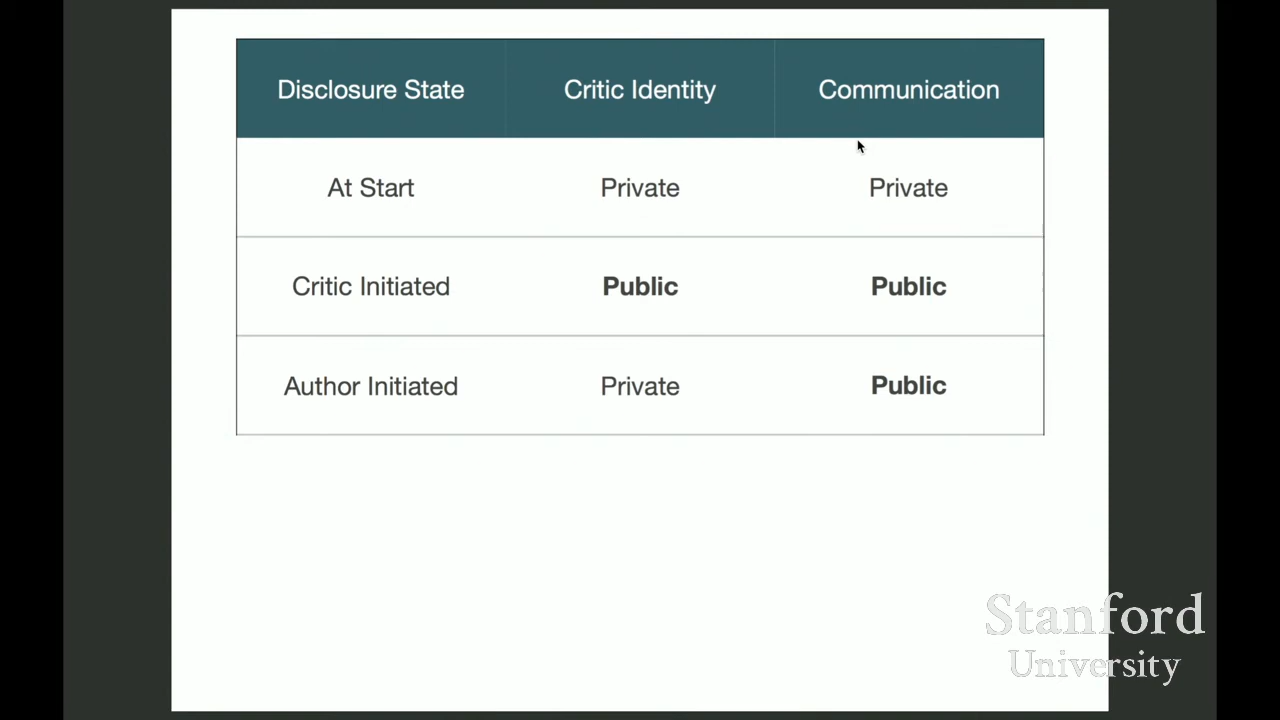 Disclosure State Critic Identity Communication
At Start Private Private
Critic Initiated Public Public
Author Initiated Private Public
Stanford
University